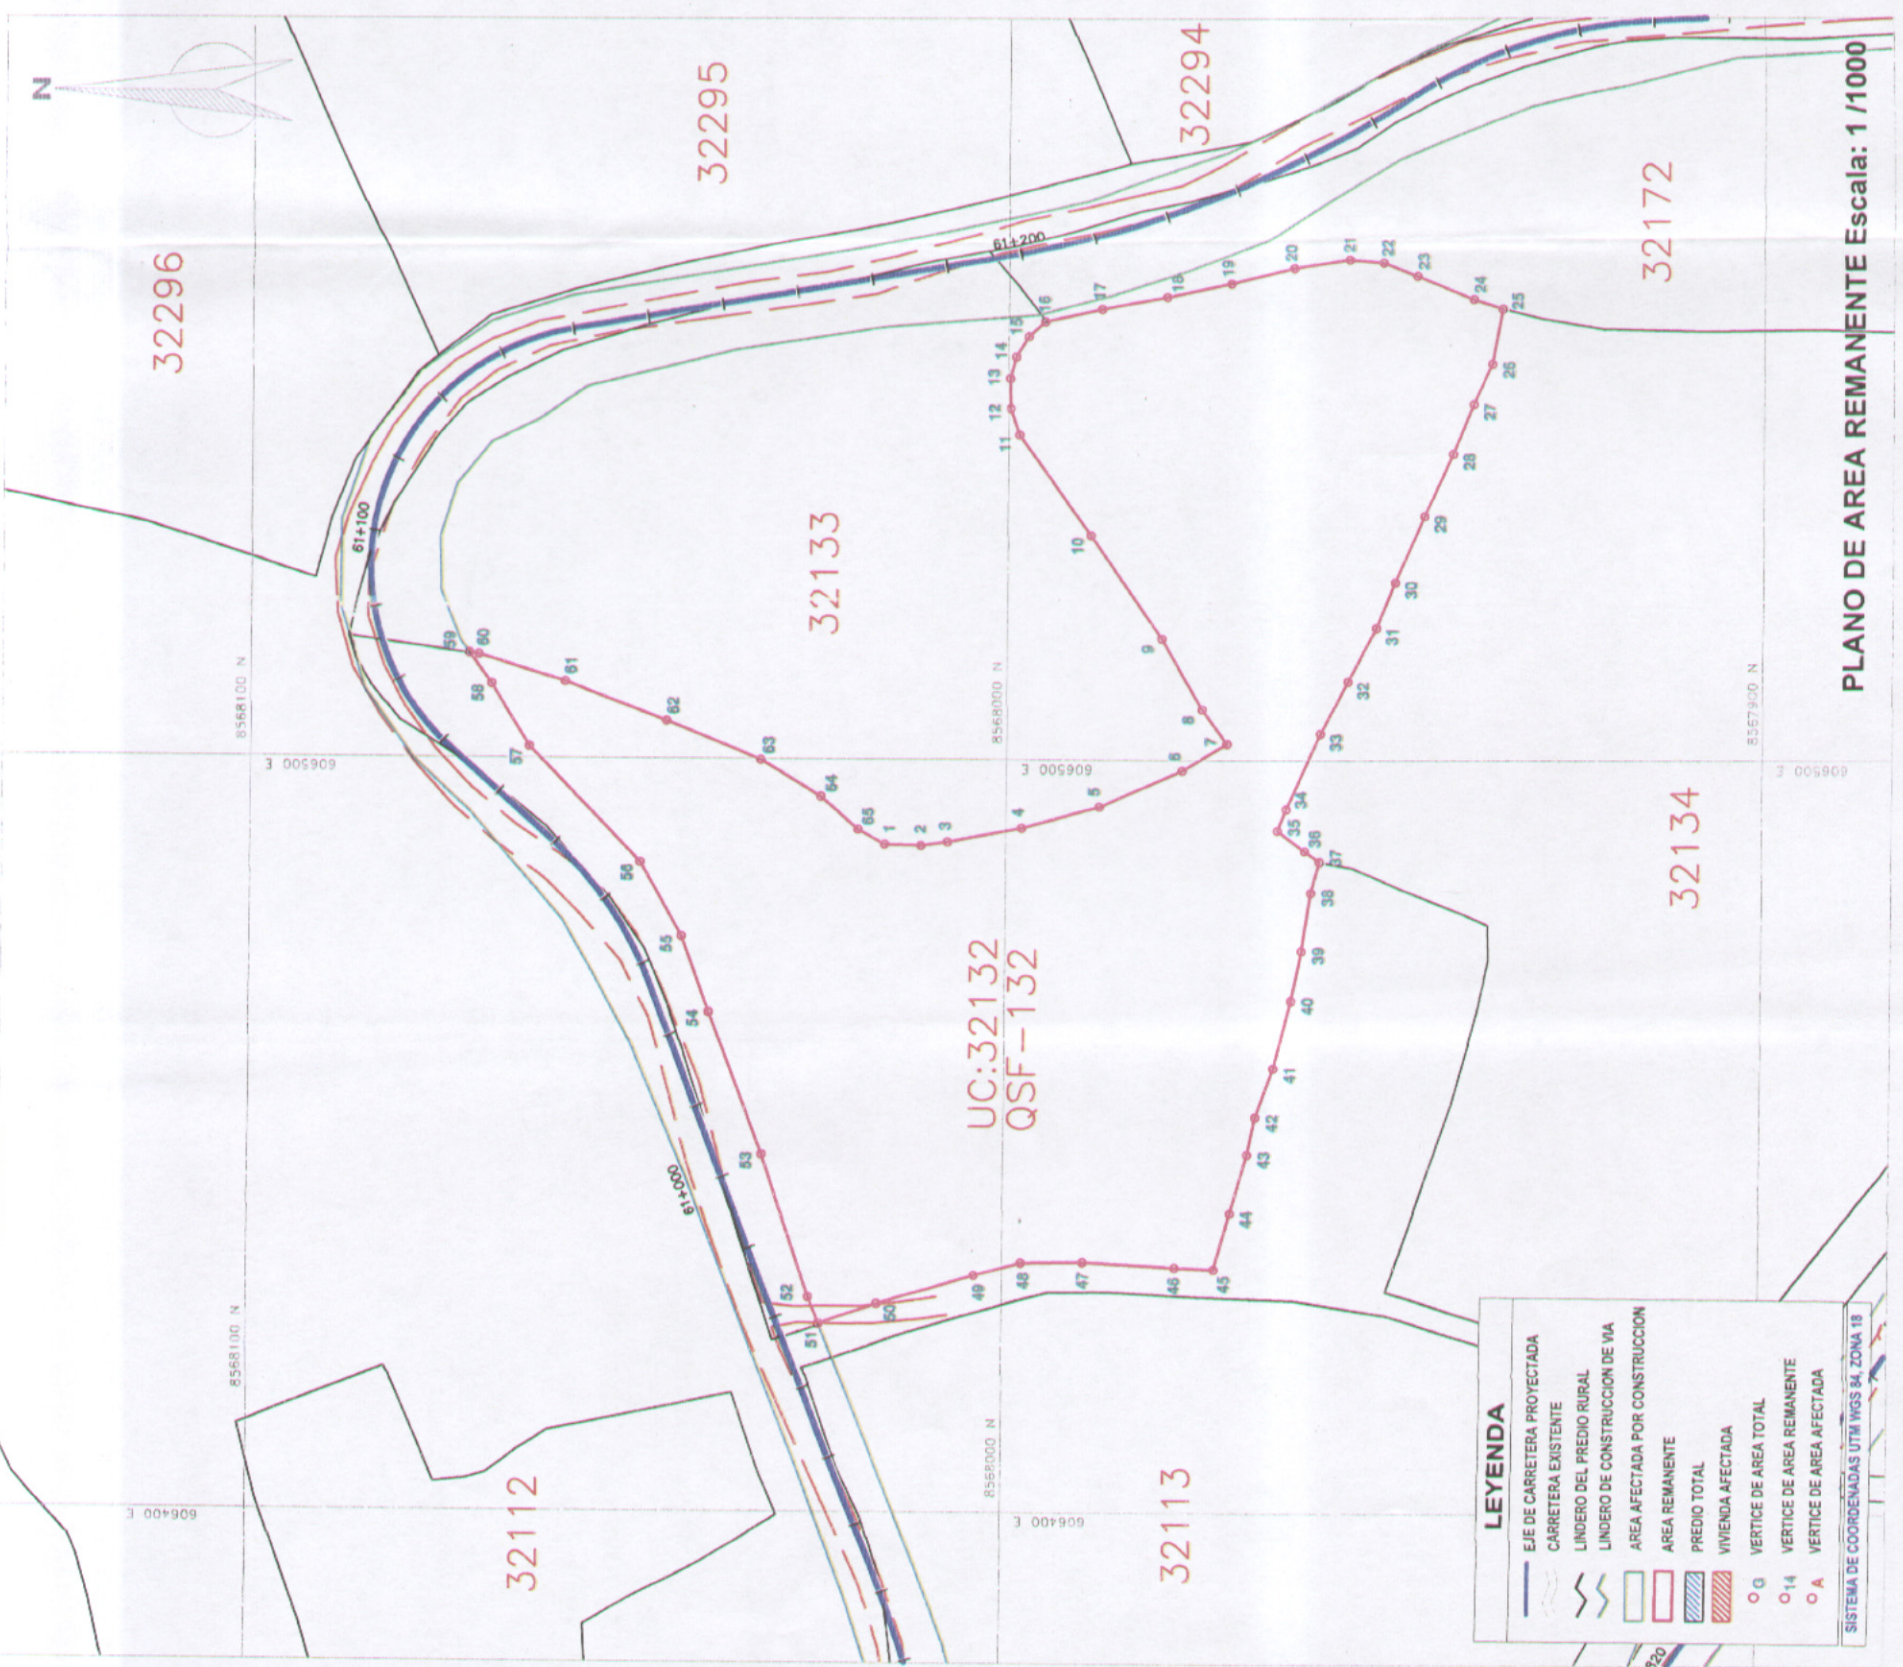 N
32296
32295
32294
32172
32133
32134
32112
32113
UC:32132
QSF-132
61+000
61+100
61+200
8568100 N
8568100 N
8568000 N
8568000 N
8567900 N
606500 E
606500 E
606500 E
606400 E
606400 E
1
2
3
4
5
6
7
8
9
10
11
12
13
14
15
16
17
18
19
20
21
22
23
24
25
26
27
28
29
30
31
32
33
34
35
36
37
38
39
40
41
42
43
44
45
46
47
48
49
50
51
52
53
54
55
56
57
58
59
60
61
62
63
64
65
PLANO DE AREA REMANENTE Escala: 1 /1000
LEYENDA
EJE DE CARRETERA PROYECTADA
CARRETERA EXISTENTE
LINDERO DEL PREDIO RURAL
LINDERO DE CONSTRUCCION DE VIA
AREA AFECTADA POR CONSTRUCCION
AREA REMANENTE
PREDIO TOTAL
VIVIENDA AFECTADA
G VERTICE DE AREA TOTAL
14 VERTICE DE AREA REMANENTE
A VERTICE DE AREA AFECTADA
SISTEMA DE COORDENADAS UTM WGS 84, ZONA 18